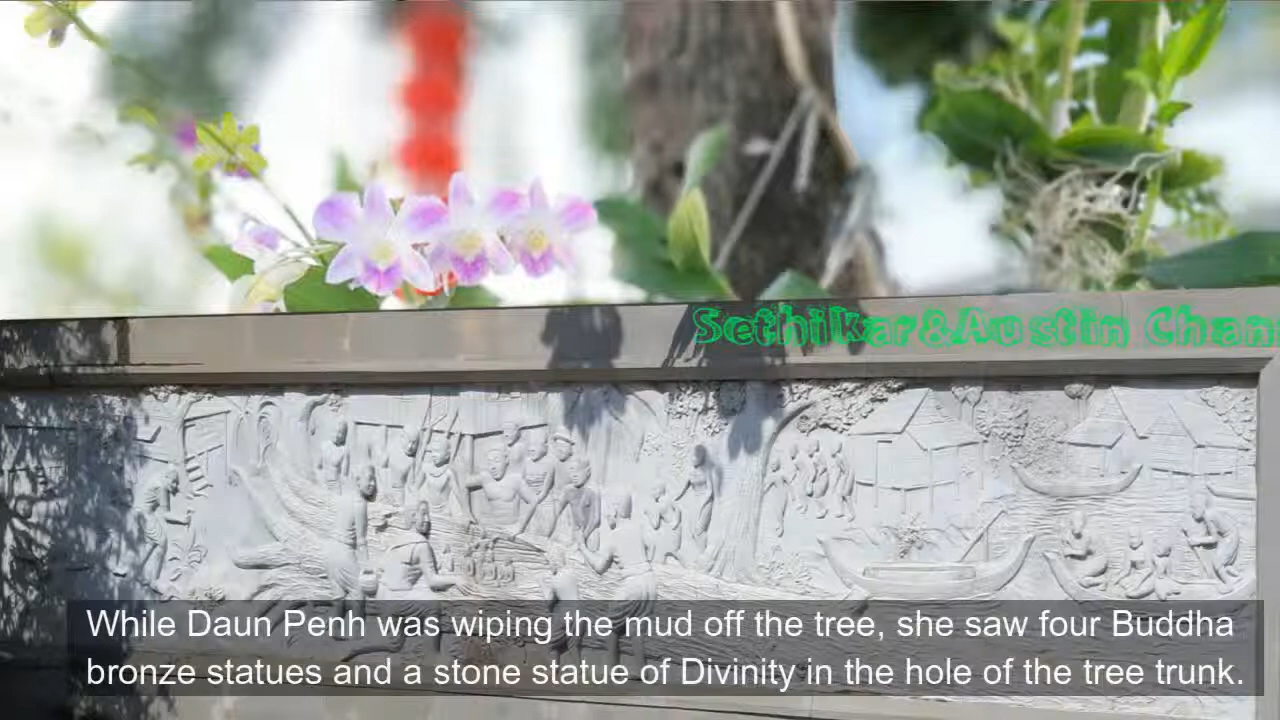 Sethikar&Austin Chan
While Daun Penh was wiping the mud off the tree, she saw four Buddha
bronze statues and a stone statue of Divinity in the hole of the tree trunk.